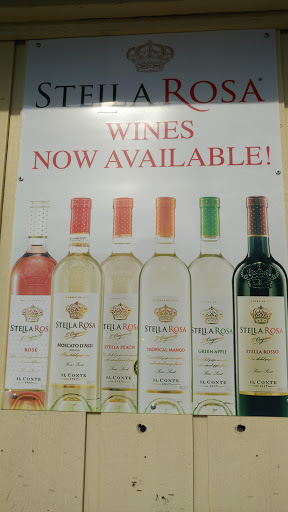 STELLA ROSA®
WINES
NOW AVAILABLE!
STELLA ROSA
ROSÉ
IL CONTE
STELLA ROSA
MOSCATO D'ASTI
IL CONTE
STELLA ROSA
STELLA PEACH
IL CONTE
STELLA ROSA
TROPICAL MANGO
IL CONTE
STELLA ROSA
GREEN APPLE
IL CONTE
STELLA ROSA
STELLA ROSSO
IL CONTE